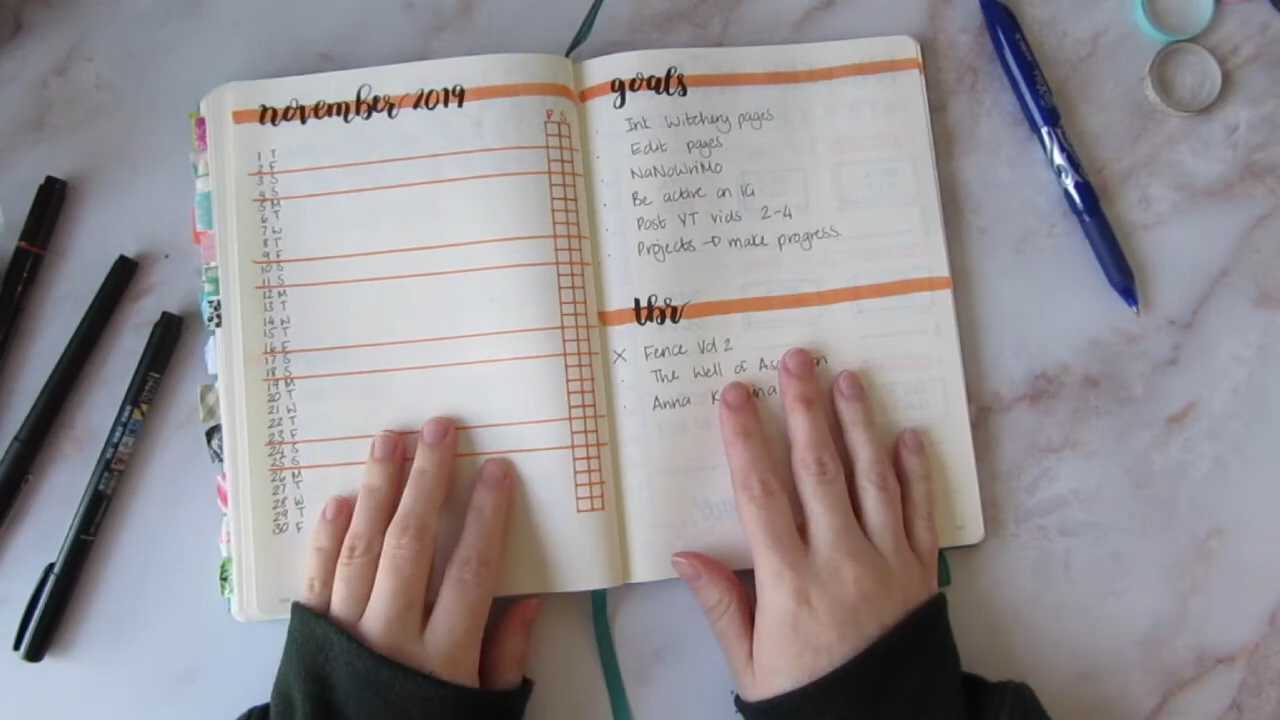 november 2019
1 T
2 F
3 S
4 S
5 M
6 T
7 W
8 T
9 F
10 S
11 S
12 M
13 T
14 W
15 T
16 F
17 S
18 S
19 M
20 T
21 W
22 T
23 F
24 S
25 S
26 M
27 T
28 W
29 T
30 F
goals
Ink Witchery pages
Edit pages
NaNoWriMo
Be active on IG
Post YT vids 2-4
Projects → make progress
tbr
X Fence Vol 2
The Well of
Anna